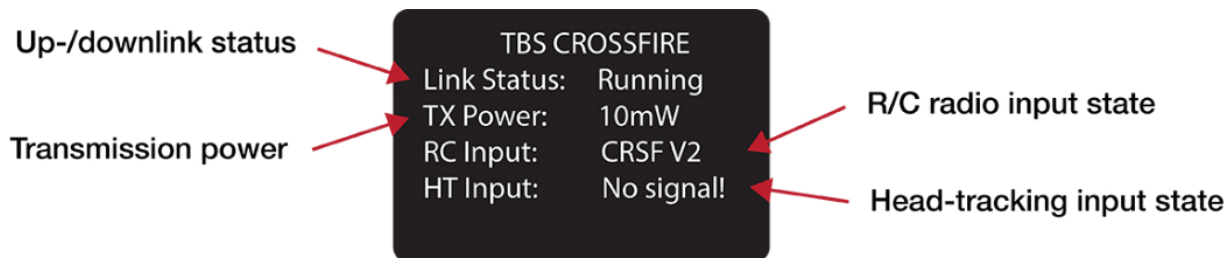 Up-/downlink status
Transmission power
TBS CROSSFIRE
Link Status: Running
TX Power: 10mW
RC Input: CRSF V2
HT Input: No signal!
R/C radio input state
Head-tracking input state